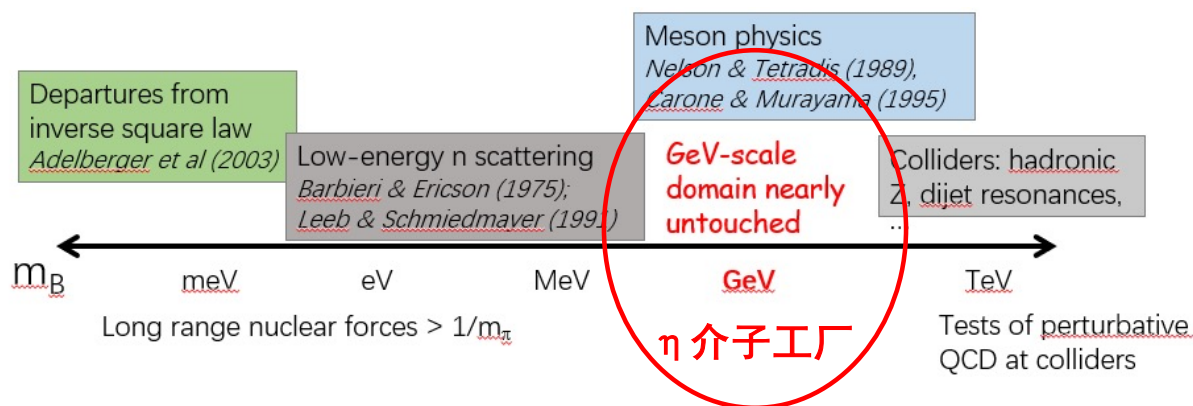 Departures from
inverse square law
Adelberger et al (2003)
Low-energy n scattering
Barbieri & Ericson (1975);
Leeb & Schmiedmayer (1991)
Meson physics
Nelson & Tetradis (1989),
Carone & Murayama (1995)
GeV-scale
domain nearly
untouched
Colliders: hadronic
Z, dijet resonances,
..
m_B
meV
eV
MeV
GeV
TeV
Long range nuclear forces > 1/m_π
η 介子工厂
Tests of perturbative
QCD at colliders